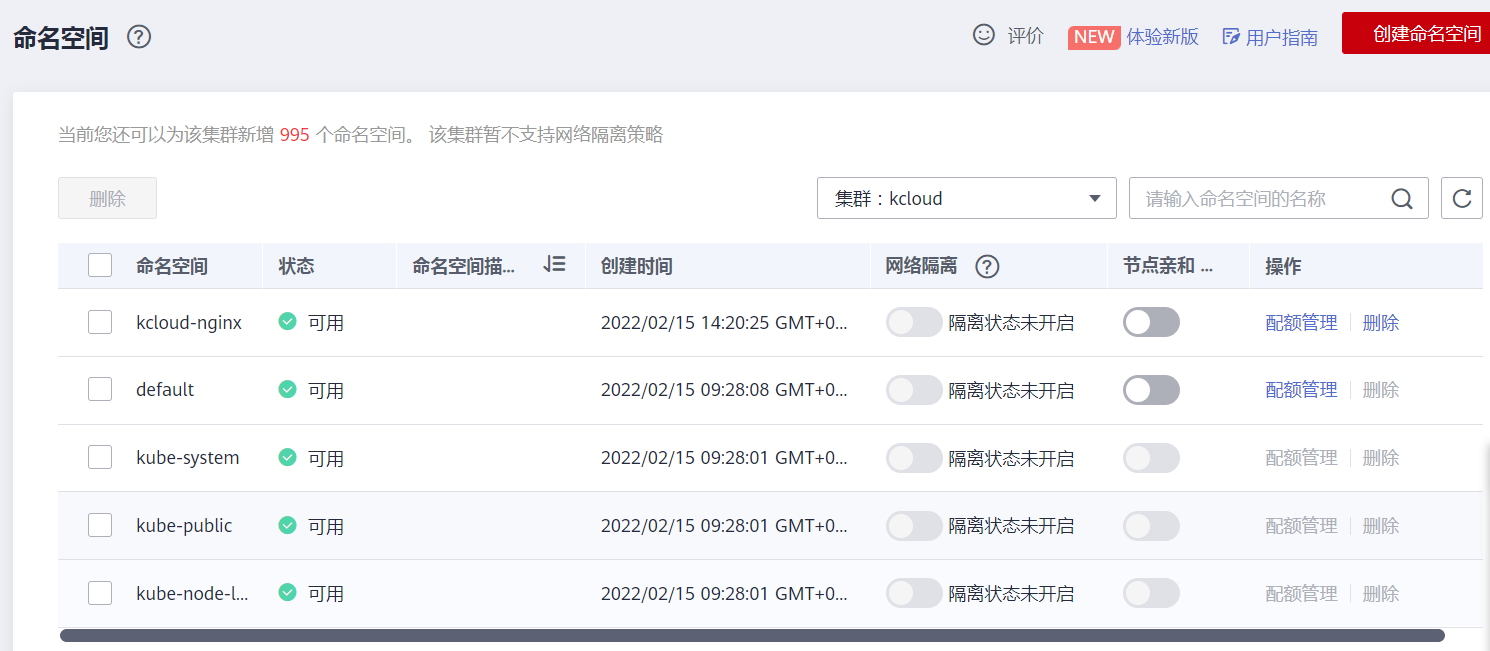 命名空间 ?
评价 NEW 体验新版 用户指南 创建命名空间
当前您还可以为该集群新增 995 个命名空间。 该集群暂不支持网络隔离策略
删除 集群：kcloud 请输入命名空间的名称
命名空间 状态 命名空间描... 创建时间 网络隔离 ? 节点亲和 ... 操作
kcloud-nginx 可用 2022/02/15 14:20:25 GMT+0... 隔离状态未开启 配额管理 删除
default 可用 2022/02/15 09:28:08 GMT+0... 隔离状态未开启 配额管理 删除
kube-system 可用 2022/02/15 09:28:01 GMT+0... 隔离状态未开启 配额管理 删除
kube-public 可用 2022/02/15 09:28:01 GMT+0... 隔离状态未开启 配额管理 删除
kube-node-l... 可用 2022/02/15 09:28:01 GMT+0... 隔离状态未开启 配额管理 删除